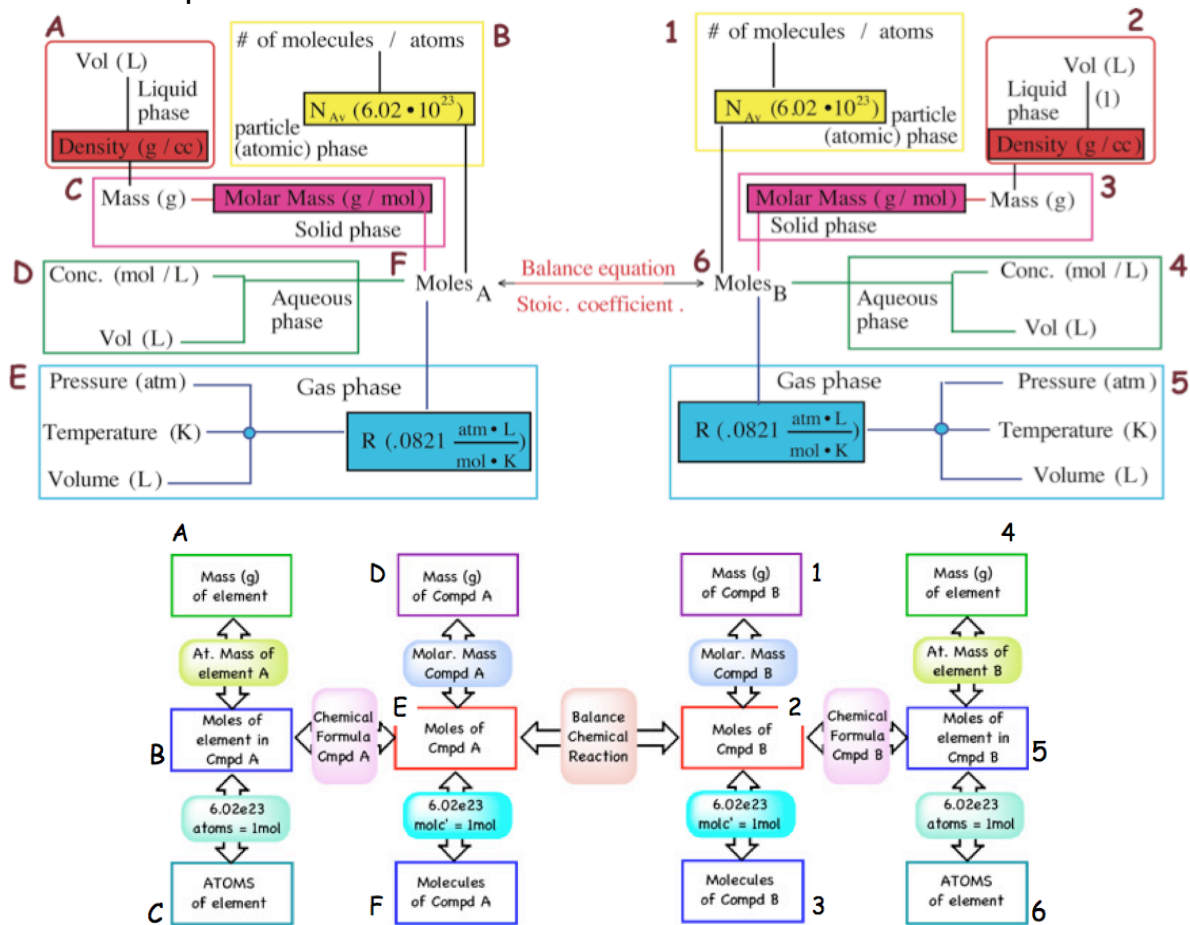 A
Vol (L)
Liquid
phase
Density (g / cc)
B
# of molecules / atoms
N_Av (6.02 • 10^23)
particle
(atomic) phase
C
Mass (g)
Molar Mass (g / mol)
Solid phase
D
Conc. (mol / L)
Vol (L)
Aqueous
phase
F
Moles_A
E
Pressure (atm)
Temperature (K)
Volume (L)
Gas phase
R (.0821 atm • L / mol • K)
Balance equation
Stoic. coefficient .
1
# of molecules / atoms
N_Av (6.02 • 10^23)
particle
(atomic) phase
2
Vol (L)
Liquid
phase
(1)
Density (g / cc)
3
Molar Mass (g / mol)
Mass (g)
Solid phase
6
Moles_B
4
Conc. (mol / L)
Vol (L)
Aqueous
phase
5
Gas phase
R (.0821 atm • L / mol • K)
Pressure (atm)
Temperature (K)
Volume (L)
A
Mass (g)
of element
At. Mass of
element A
B
Moles of
element in
Cmpd A
6.02e23
atoms = 1mol
C
ATOMS
of element
Chemical
Formula
Cmpd A
D
Mass (g)
of Compd A
Molar. Mass
Compd A
E
Moles of
Cmpd A
6.02e23
molc' = 1mol
F
Molecules
of Compd A
Balance
Chemical
Reaction
1
Mass (g)
of Compd B
Molar. Mass
Compd B
2
Moles of
Cmpd B
6.02e23
molc' = 1mol
3
Molecules
of Compd B
Chemical
Formula
Cmpd B
4
Mass (g)
of element
At. Mass of
element B
5
Moles of
element in
Cmpd B
6.02e23
atoms = 1mol
6
ATOMS
of element